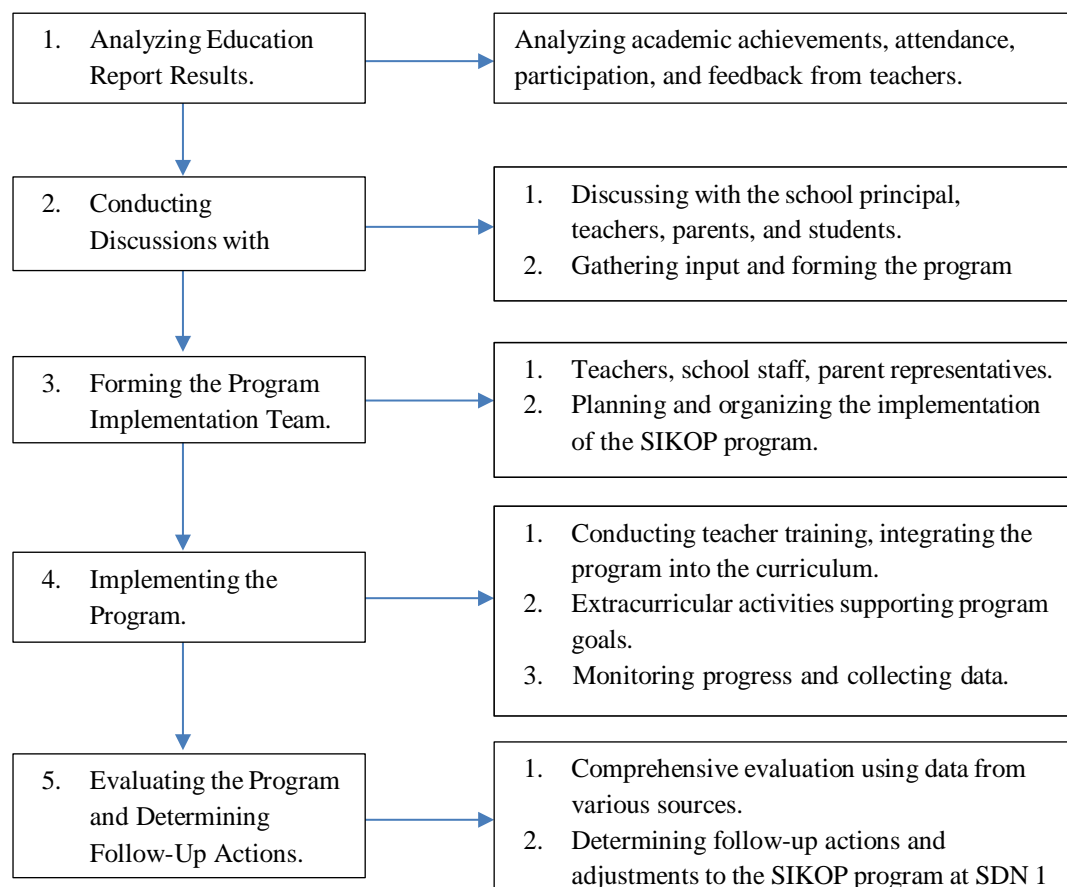 1. Analyzing Education
Report Results.
Analyzing academic achievements, attendance,
participation, and feedback from teachers.
2. Conducting
Discussions with
1. Discussing with the school principal,
teachers, parents, and students.
2. Gathering input and forming the program
3. Forming the Program
Implementation Team.
1. Teachers, school staff, parent representatives.
2. Planning and organizing the implementation
of the SIKOP program.
4. Implementing the
Program.
1. Conducting teacher training, integrating the
program into the curriculum.
2. Extracurricular activities supporting program
goals.
3. Monitoring progress and collecting data.
5. Evaluating the Program
and Determining
Follow-Up Actions.
1. Comprehensive evaluation using data from
various sources.
2. Determining follow-up actions and
adjustments to the SIKOP program at SDN 1